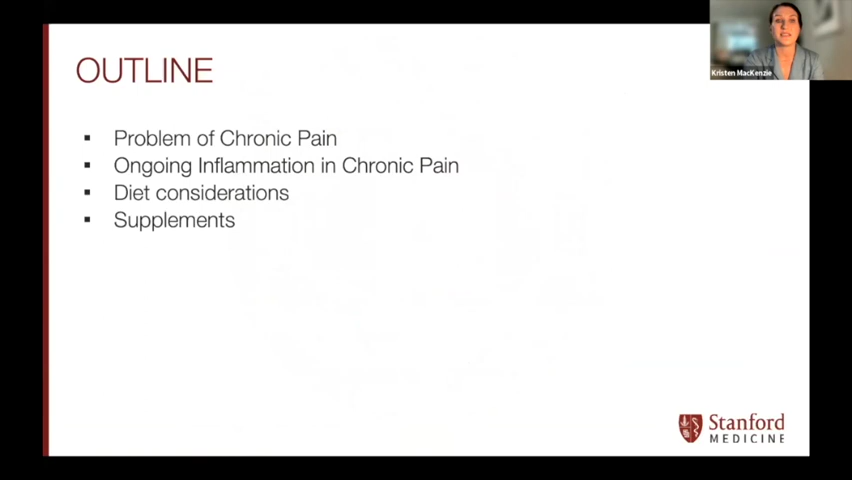 Kristen MacKenzie
OUTLINE
▪ Problem of Chronic Pain
▪ Ongoing Inflammation in Chronic Pain
▪ Diet considerations
▪ Supplements
Stanford
MEDICINE